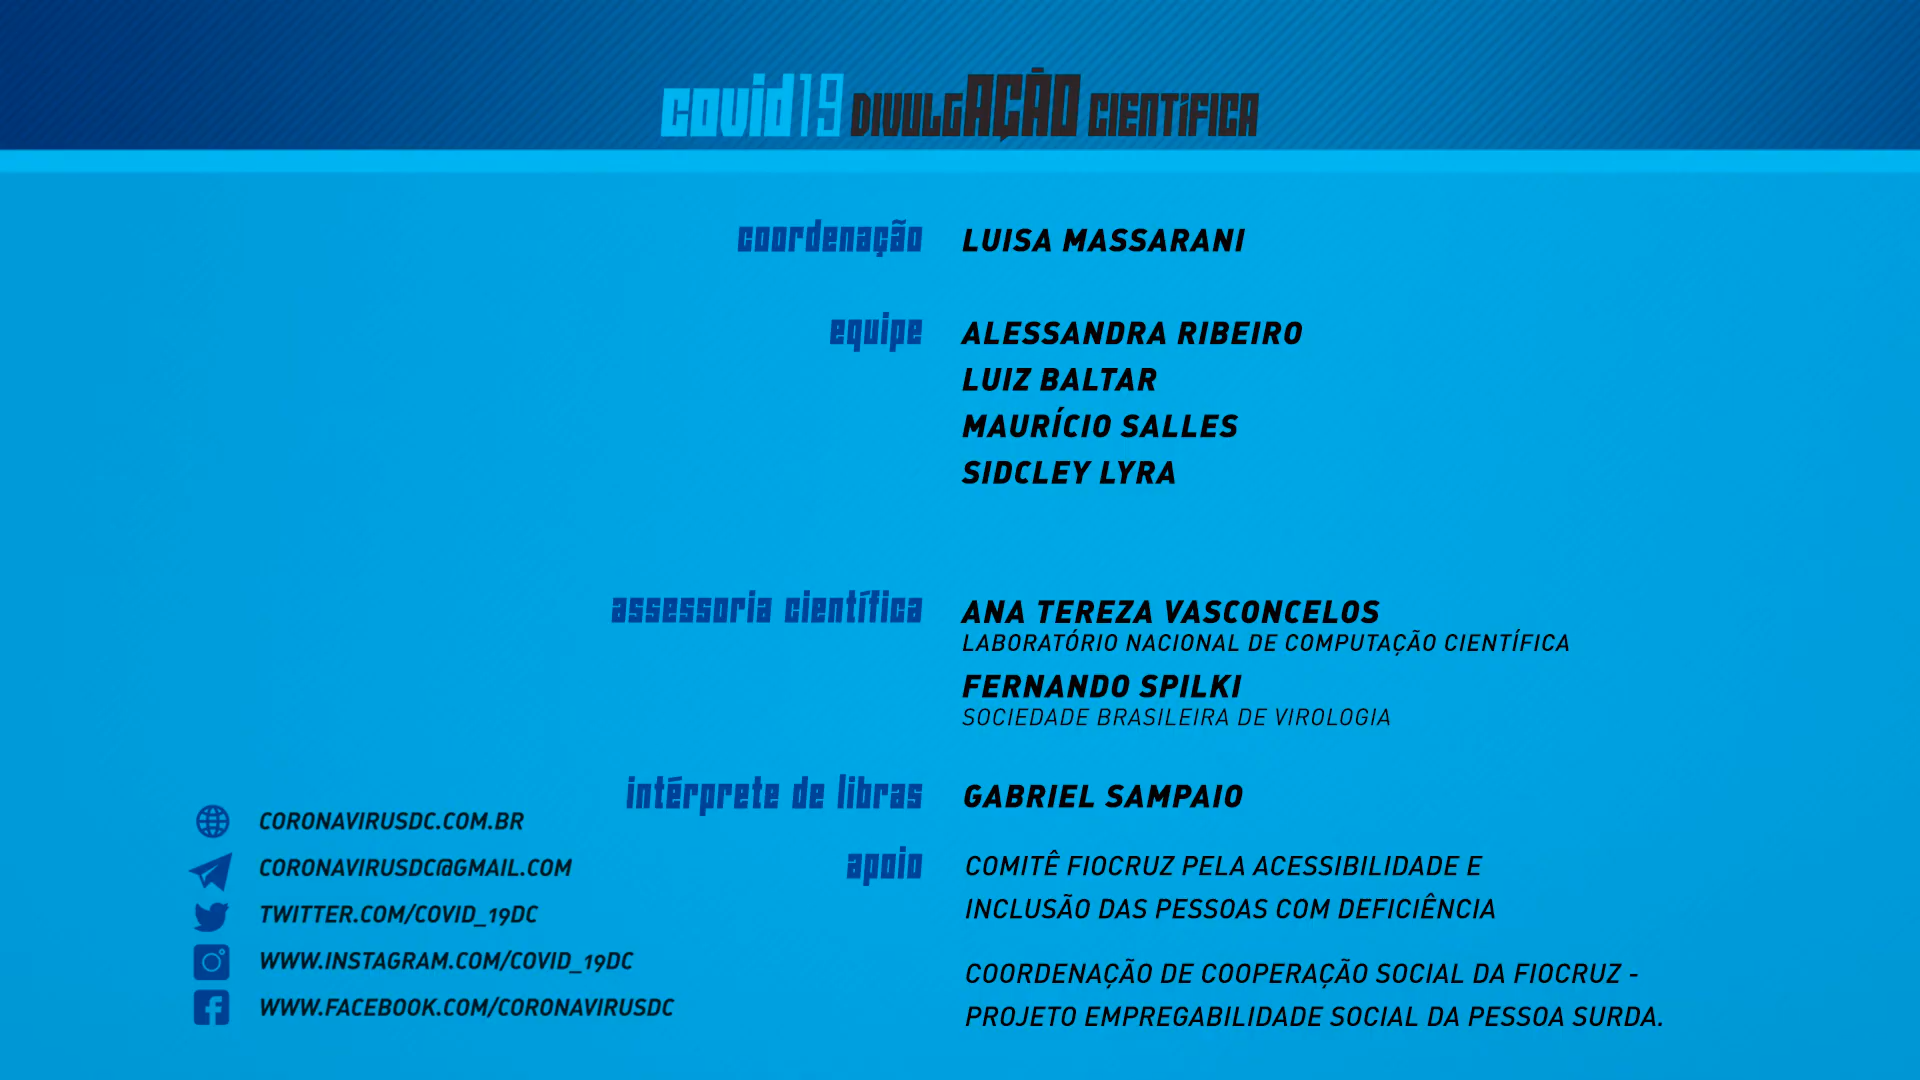 covid19 DIVULGAÇÃO CIENTÍFICA
coordenação LUISA MASSARANI
equipe ALESSANDRA RIBEIRO
LUIZ BALTAR
MAURÍCIO SALLES
SIDCLEY LYRA
assessoria científica ANA TEREZA VASCONCELOS
LABORATÓRIO NACIONAL DE COMPUTAÇÃO CIENTÍFICA
FERNANDO SPILKI
SOCIEDADE BRASILEIRA DE VIROLOGIA
intérprete de libras GABRIEL SAMPAIO
apoio COMITÊ FIOCRUZ PELA ACESSIBILIDADE E
INCLUSÃO DAS PESSOAS COM DEFICIÊNCIA
COORDENAÇÃO DE COOPERAÇÃO SOCIAL DA FIOCRUZ -
PROJETO EMPREGABILIDADE SOCIAL DA PESSOA SURDA.
CORONAVIRUSDC.COM.BR
CORONAVIRUSDC@GMAIL.COM
TWITTER.COM/COVID_19DC
WWW.INSTAGRAM.COM/COVID_19DC
WWW.FACEBOOK.COM/CORONAVIRUSDC